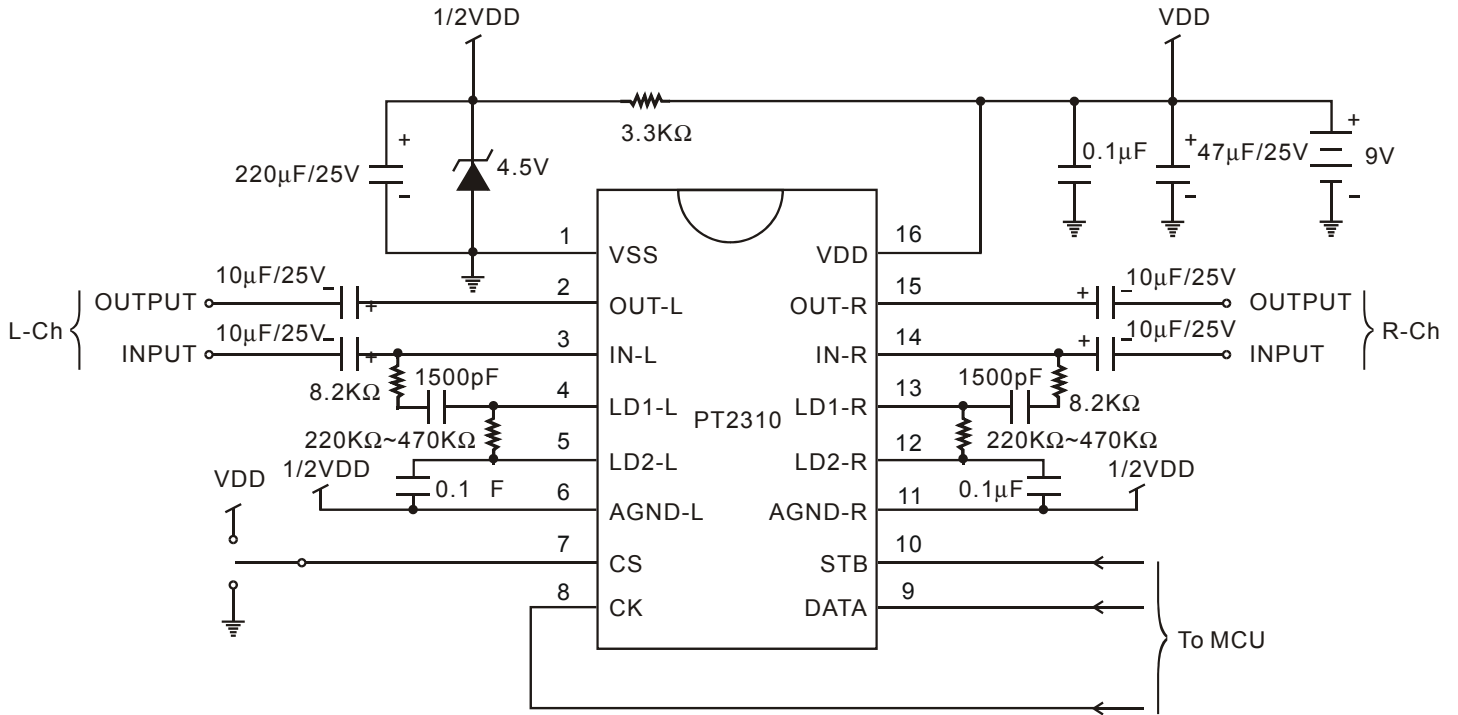 1/2VDD
VDD
3.3KΩ
220μF/25V
+
-
4.5V
0.1μF
+
47μF/25V
-
+
9V
-
1
VSS
16
VDD
10μF/25V
-
+
2
OUT-L
15
OUT-R
+
-
10μF/25V
L-Ch
OUTPUT
OUTPUT
R-Ch
10μF/25V
-
+
3
IN-L
14
IN-R
+
-
10μF/25V
INPUT
INPUT
8.2KΩ
1500pF
4
LD1-L
13
LD1-R
1500pF
8.2KΩ
PT2310
220KΩ~470KΩ
5
LD2-L
12
LD2-R
220KΩ~470KΩ
VDD
1/2VDD
0.1 F
6
AGND-L
11
AGND-R
0.1μF
1/2VDD
7
CS
10
STB
8
CK
9
DATA
To MCU